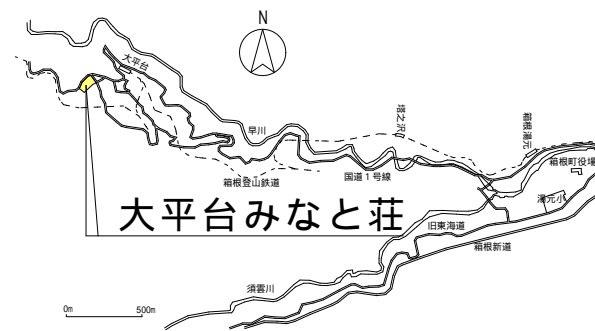 N
大平台
早川
塔之沢
箱根湯元
箱根町役場
湯元小
箱根登山鉄道
国道1号線
大平台みなと荘
旧東海道
箱根新道
須雲川
0m 500m